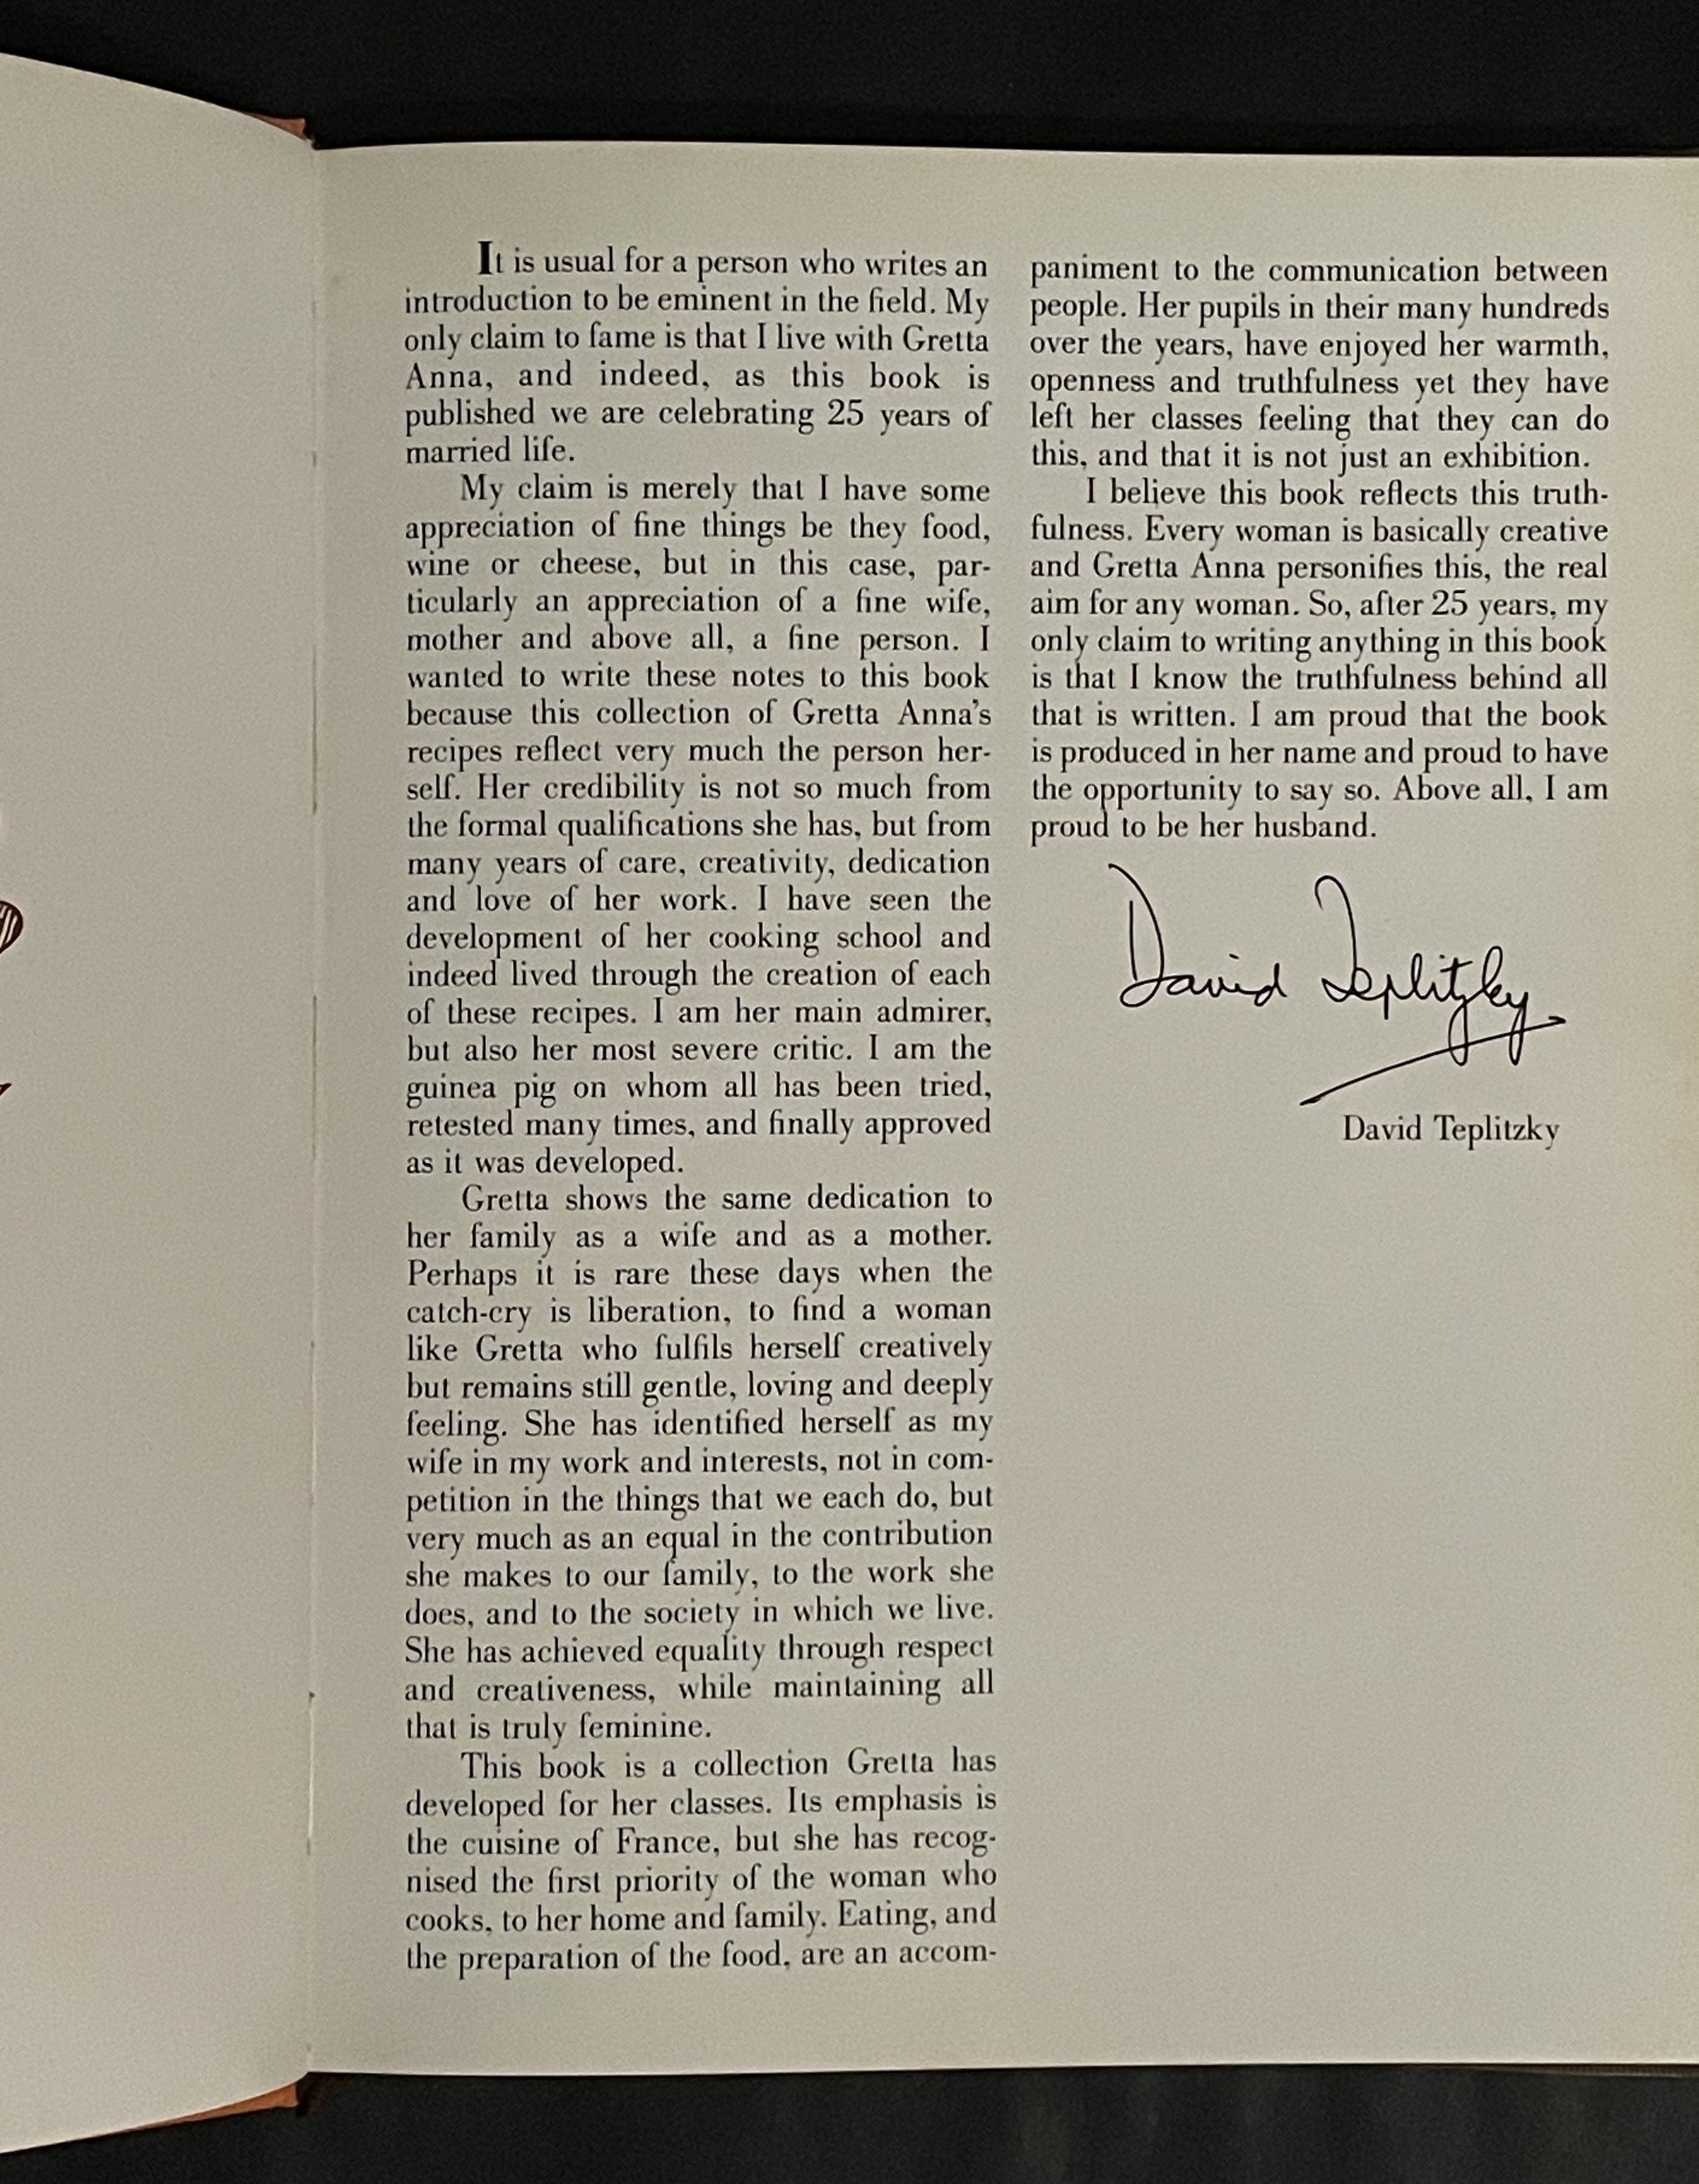 It is usual for a person who writes an
introduction to be eminent in the field. My
only claim to fame is that I live with Gretta
Anna, and indeed, as this book is
published we are celebrating 25 years of
married life.
My claim is merely that I have some
appreciation of fine things be they food,
wine or cheese, but in this case, par-
ticularly an appreciation of a fine wife,
mother and above all, a fine person. I
wanted to write these notes to this book
because this collection of Gretta Anna's
recipes reflect very much the person her-
self. Her credibility is not so much from
the formal qualifications she has, but from
many years of care, creativity, dedication
and love of her work. I have seen the
development of her cooking school and
indeed lived through the creation of each
of these recipes. I am her main admirer,
but also her most severe critic. I am the
guinea pig on whom all has been tried,
retested many times, and finally approved
as it was developed.
Gretta shows the same dedication to
her family as a wife and as a mother.
Perhaps it is rare these days when the
catch-cry is liberation, to find a woman
like Gretta who fulfils herself creatively
but remains still gentle, loving and deeply
feeling. She has identified herself as my
wife in my work and interests, not in com-
petition in the things that we each do, but
very much as an equal in the contribution
she makes to our family, to the work she
does, and to the society in which we live.
She has achieved equality through respect
and creativeness, while maintaining all
that is truly feminine.
This book is a collection Gretta has
developed for her classes. Its emphasis is
the cuisine of France, but she has recog-
nised the first priority of the woman who
cooks, to her home and family. Eating, and
the preparation of the food, are an accom-
paniment to the communication between
people. Her pupils in their many hundreds
over the years, have enjoyed her warmth,
openness and truthfulness yet they have
left her classes feeling that they can do
this, and that it is not just an exhibition.
I believe this book reflects this truth-
fulness. Every woman is basically creative
and Gretta Anna personifies this, the real
aim for any woman. So, after 25 years, my
only claim to writing anything in this book
is that I know the truthfulness behind all
that is written. I am proud that the book
is produced in her name and proud to have
the opportunity to say so. Above all, I am
proud to be her husband.
David Teplitzky
David Teplitzky